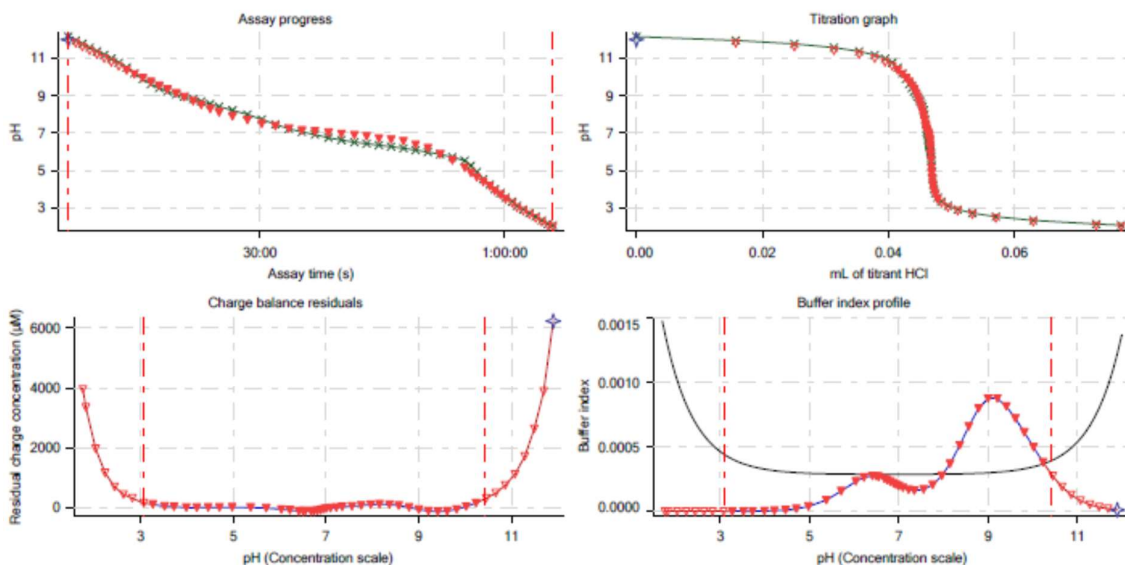 Assay progress
11
9
7
5
3
pH
30:00
1:00:00
Assay time (s)
Titration graph
11
9
7
5
3
pH
0.00
0.02
0.04
0.06
mL of titrant HCl
Charge balance residuals
6000
4000
2000
0
Residual charge concentration (µM)
3
5
7
9
11
pH (Concentration scale)
Buffer index profile
0.0015
0.0010
0.0005
0.0000
Buffer index
3
5
7
9
11
pH (Concentration scale)